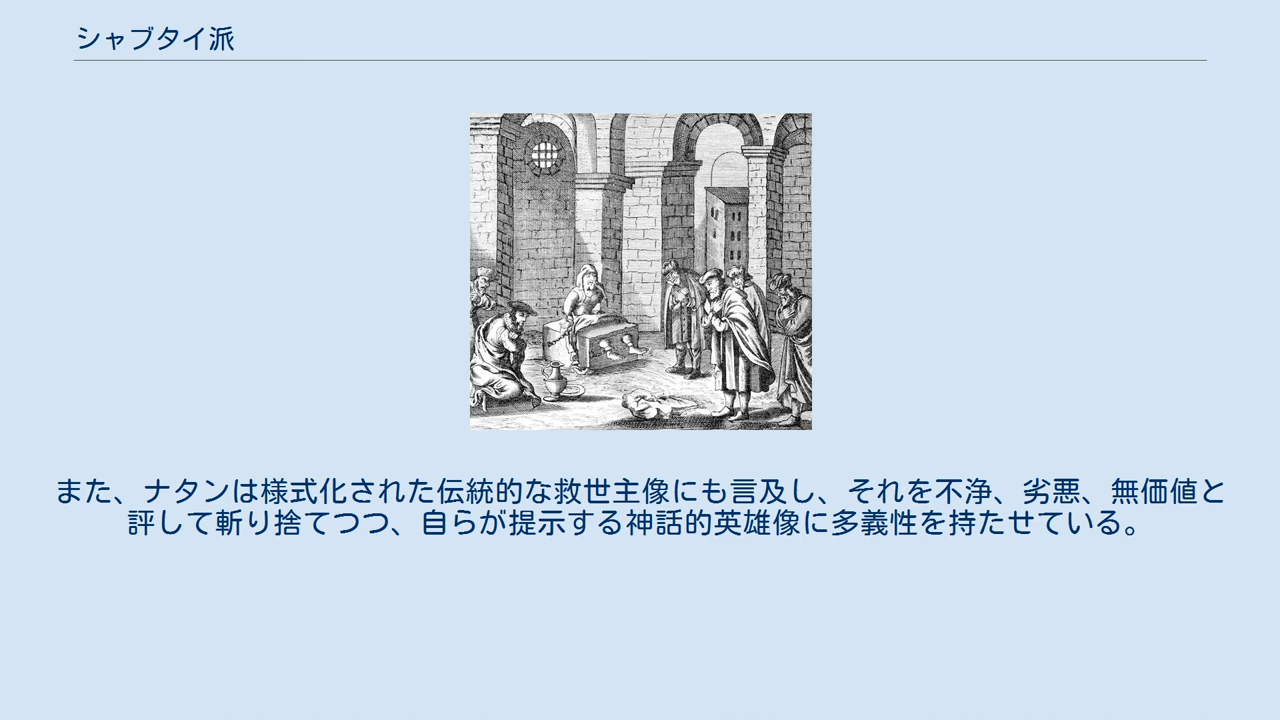 シャブタイ派
また、ナタンは様式化された伝統的な救世主像にも言及し、それを不浄、劣悪、無価値と
評して斬り捨てつつ、自らが提示する神話的英雄像に多義性を持たせている。